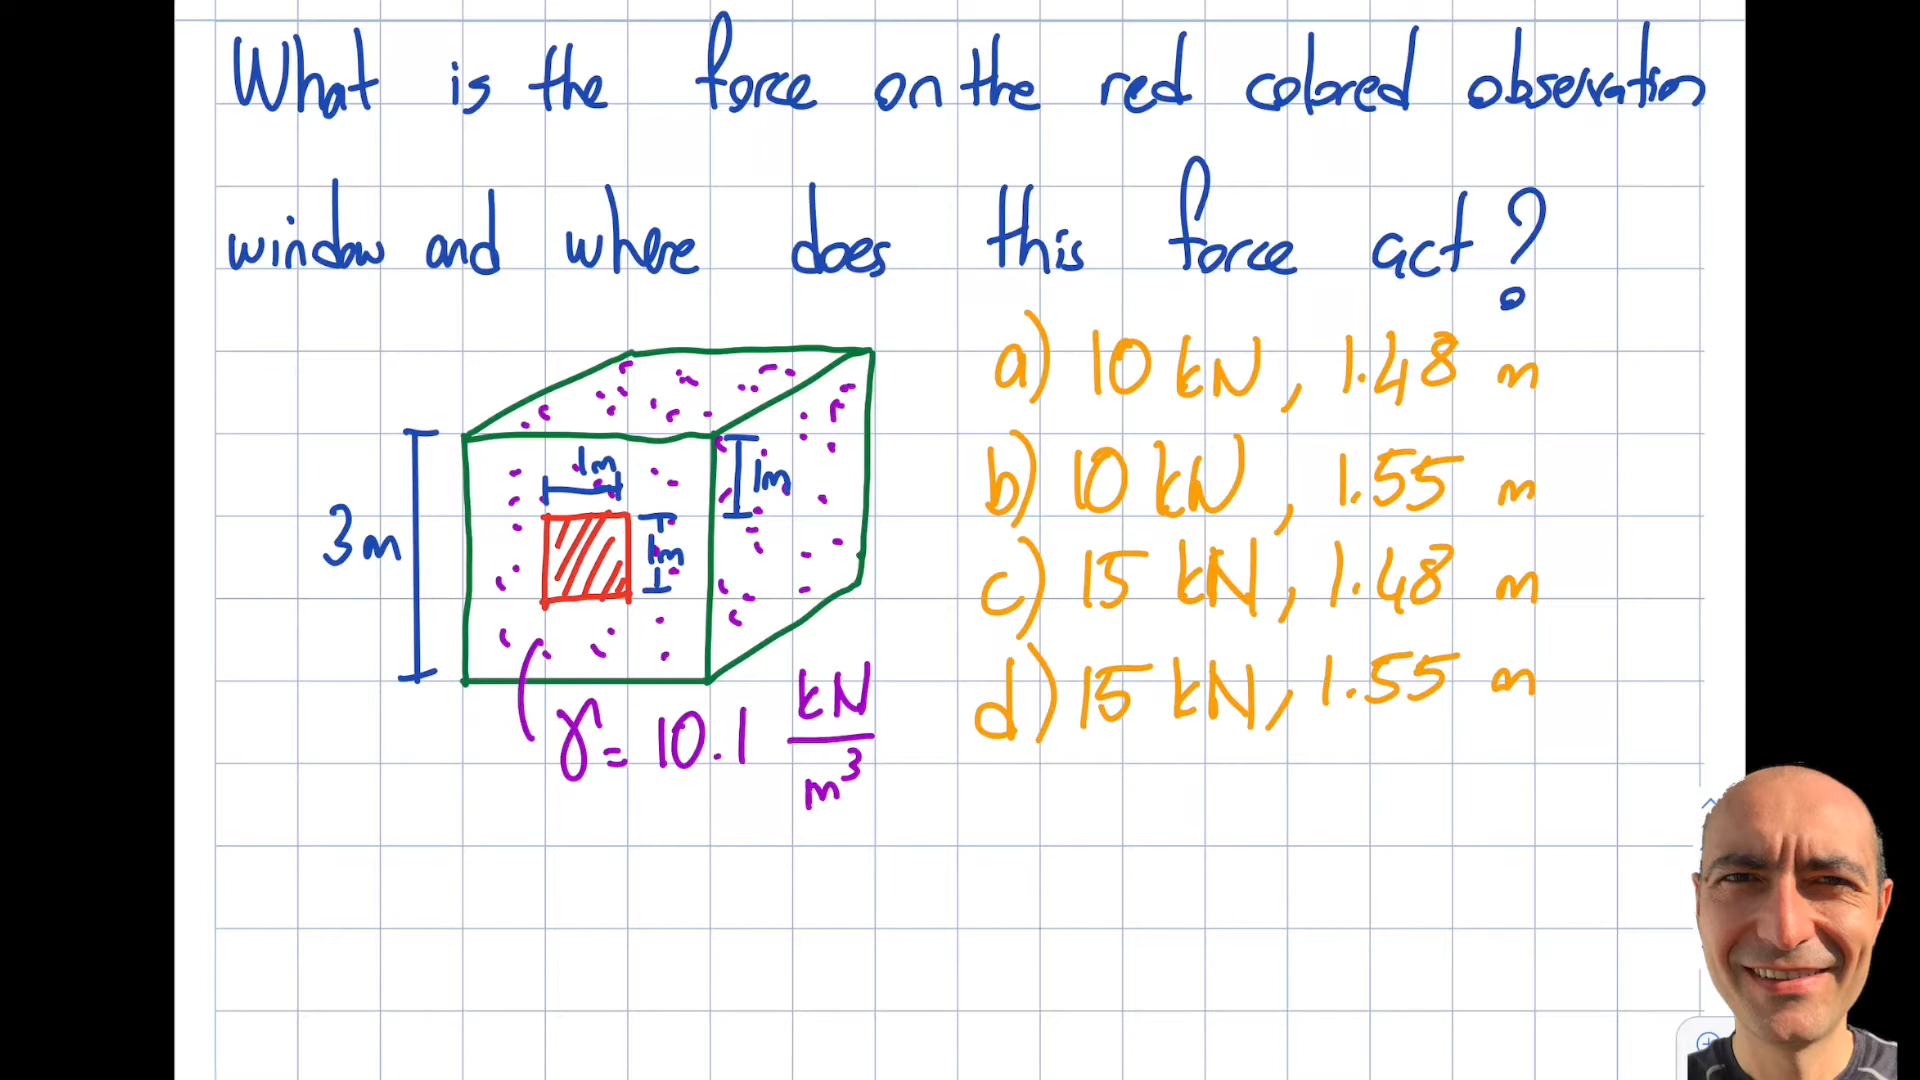 What is the force on the red colored observation
window and where does this force act?
a) 10 kN, 1.48 m
b) 10 kN, 1.55 m
c) 15 kN, 1.48 m
d) 15 kN, 1.55 m
1m
1m
3m
1m
γ = 10.1 kN/m³